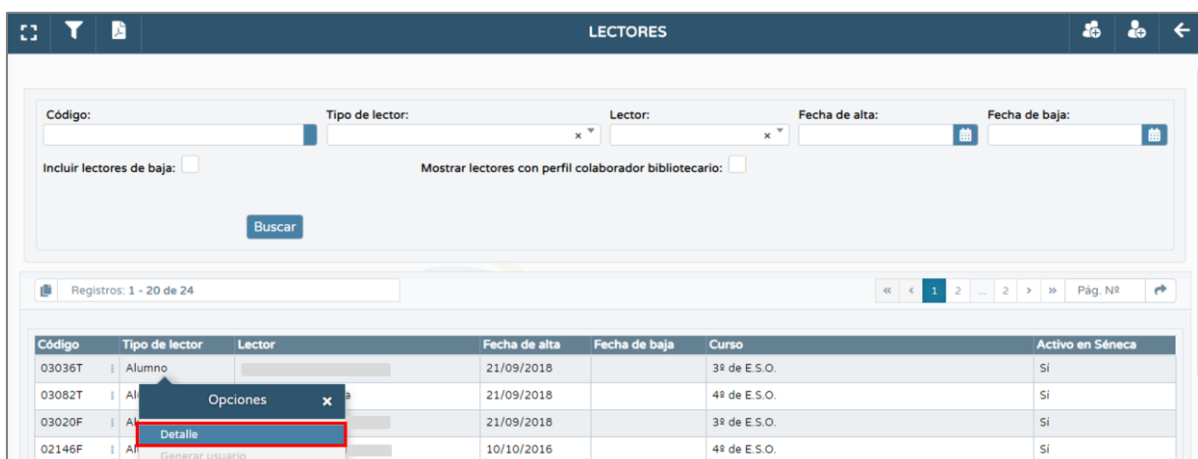 LECTORES
Código: Tipo de lector: Lector: Fecha de alta: Fecha de baja:
Incluir lectores de baja: Mostrar lectores con perfil colaborador bibliotecario:
Buscar
Registros: 1 - 20 de 24 « < 1 2 ... 2 > » Pág. Nº
Código Tipo de lector Lector Fecha de alta Fecha de baja Curso Activo en Séneca
03036T Alumno 21/09/2018 3º de E.S.O. Sí
03082T Al a 21/09/2018 4º de E.S.O. Sí
Opciones x
03020F Al 21/09/2018 3º de E.S.O. Sí
Detalle
02146F Al 10/10/2016 4º de E.S.O. Sí
Generar usuario